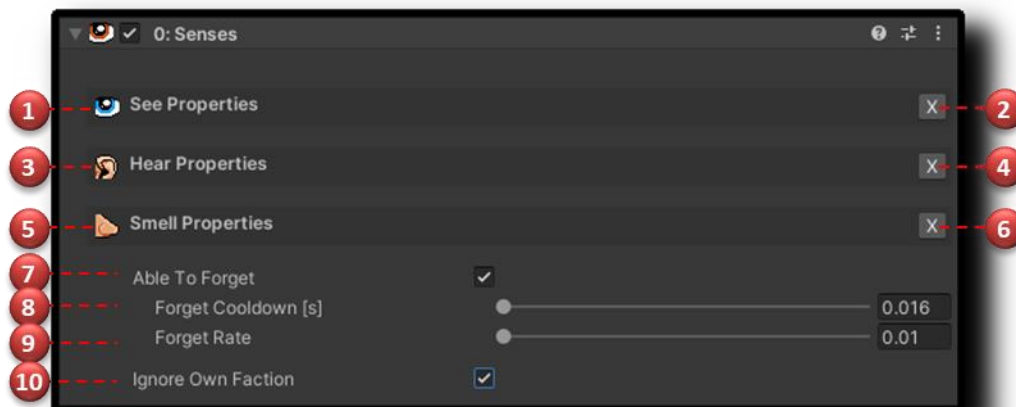 0: Senses
1 See Properties X 2
3 Hear Properties X 4
5 Smell Properties X 6
7 Able To Forget
8 Forget Cooldown [s] 0.016
9 Forget Rate 0.01
10 Ignore Own Faction